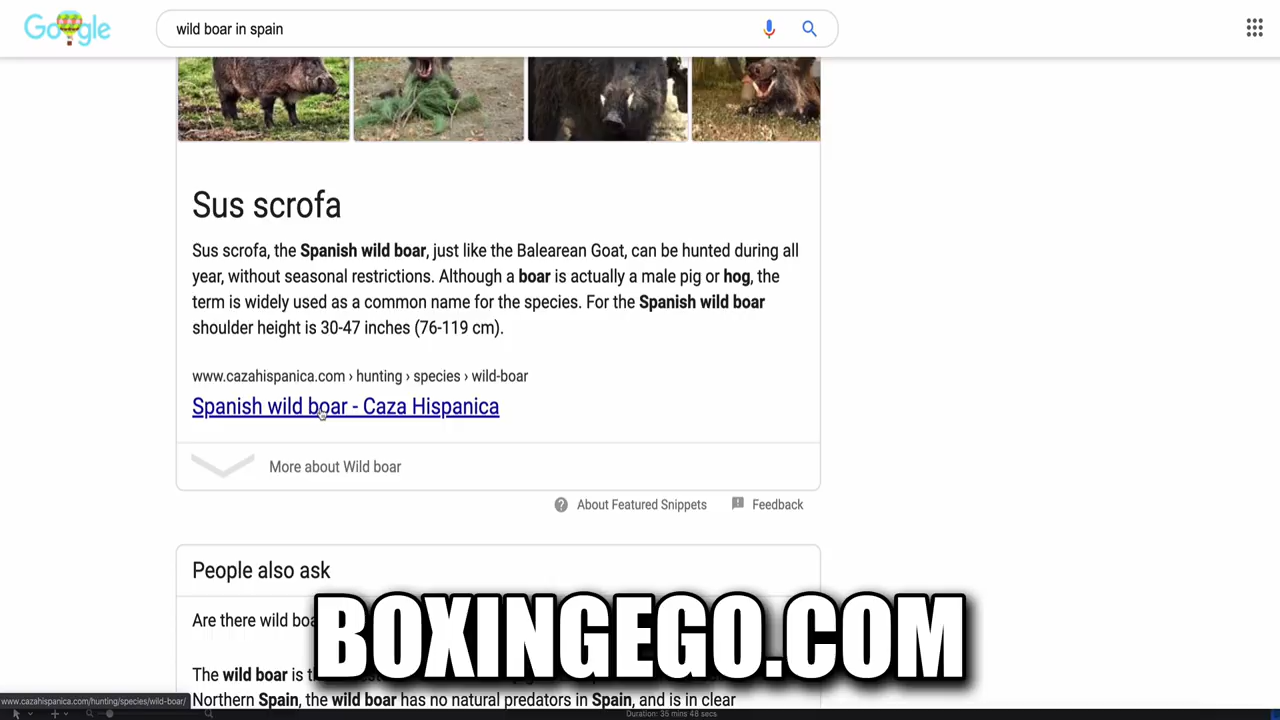 Google
wild boar in spain
Sus scrofa
Sus scrofa, the Spanish wild boar, just like the Balearean Goat, can be hunted during all
year, without seasonal restrictions. Although a boar is actually a male pig or hog, the
term is widely used as a common name for the species. For the Spanish wild boar
shoulder height is 30-47 inches (76-119 cm).
www.cazahispanica.com › hunting › species › wild-boar
Spanish wild boar - Caza Hispanica
More about Wild boar
About Featured Snippets
Feedback
People also ask
Are there wild boa
BOXINGEGO.COM
The wild boar is
Northern Spain, the wild boar has no natural predators in Spain, and is in clear
www.cazahispanica.com/hunting/species/wild-boar/
Duration: 35 mins 48 secs